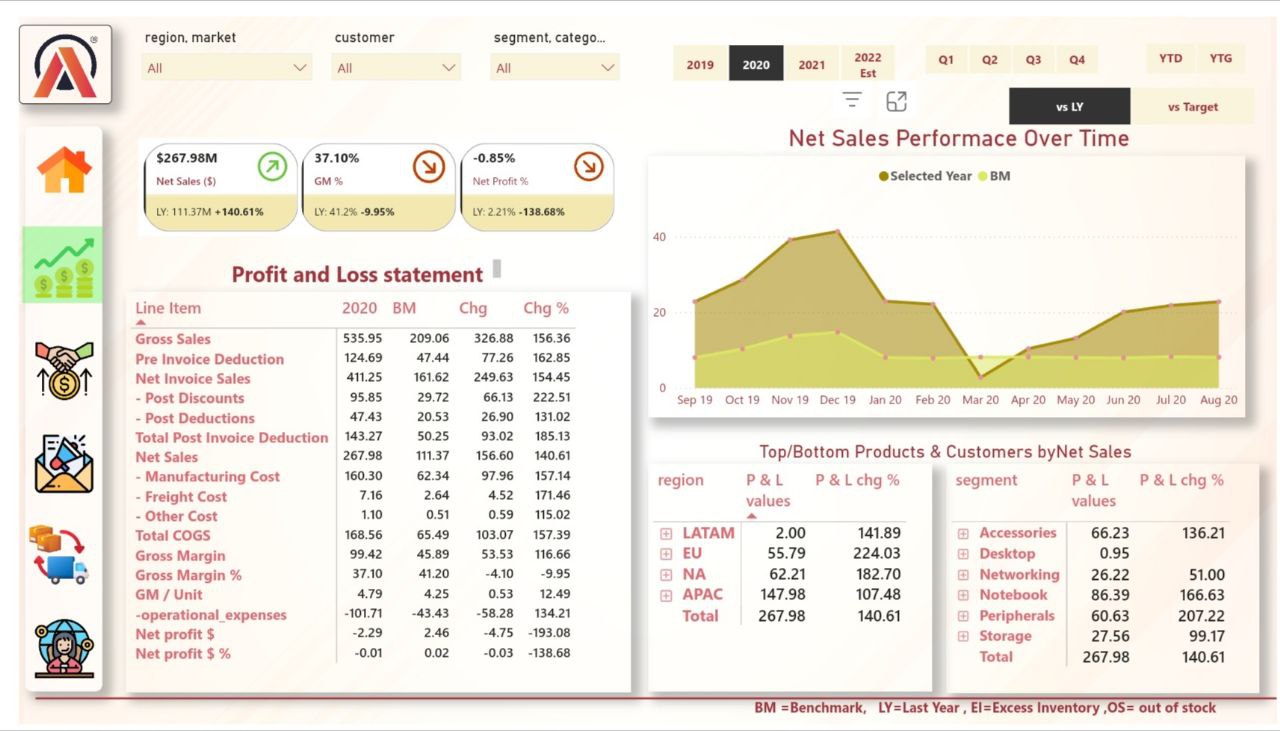 ®
region, market
customer
segment, catego...
All
All
All
2019
2020
2021
2022 Est
Q1
Q2
Q3
Q4
YTD
YTG
vs LY
vs Target
$267.98M
Net Sales ($)
LY: 111.37M +140.61%
37.10%
GM %
LY: 41.2% -9.95%
-0.85%
Net Profit %
LY: 2.21% -138.68%
Net Sales Performace Over Time
Selected Year BM
40
20
0
Sep 19 Oct 19 Nov 19 Dec 19 Jan 20 Feb 20 Mar 20 Apr 20 May 20 Jun 20 Jul 20 Aug 20
Profit and Loss statement
Line Item 2020 BM Chg Chg %
Gross Sales 535.95 209.06 326.88 156.36
Pre Invoice Deduction 124.69 47.44 77.26 162.85
Net Invoice Sales 411.25 161.62 249.63 154.45
- Post Discounts 95.85 29.72 66.13 222.51
- Post Deductions 47.43 20.53 26.90 131.02
Total Post Invoice Deduction 143.27 50.25 93.02 185.13
Net Sales 267.98 111.37 156.60 140.61
- Manufacturing Cost 160.30 62.34 97.96 157.14
- Freight Cost 7.16 2.64 4.52 171.46
- Other Cost 1.10 0.51 0.59 115.02
Total COGS 168.56 65.49 103.07 157.39
Gross Margin 99.42 45.89 53.53 116.66
Gross Margin % 37.10 41.20 -4.10 -9.95
GM / Unit 4.79 4.25 0.53 12.49
-operational_expenses -101.71 -43.43 -58.28 134.21
Net profit $ -2.29 2.46 -4.75 -193.08
Net profit $ % -0.01 0.02 -0.03 -138.68
Top/Bottom Products & Customers byNet Sales
region P & L values P & L chg %
LATAM 2.00 141.89
EU 55.79 224.03
NA 62.21 182.70
APAC 147.98 107.48
Total 267.98 140.61
segment P & L values P & L chg %
Accessories 66.23 136.21
Desktop 0.95
Networking 26.22 51.00
Notebook 86.39 166.63
Peripherals 60.63 207.22
Storage 27.56 99.17
Total 267.98 140.61
BM =Benchmark, LY=Last Year , EI=Excess Inventory ,OS= out of stock